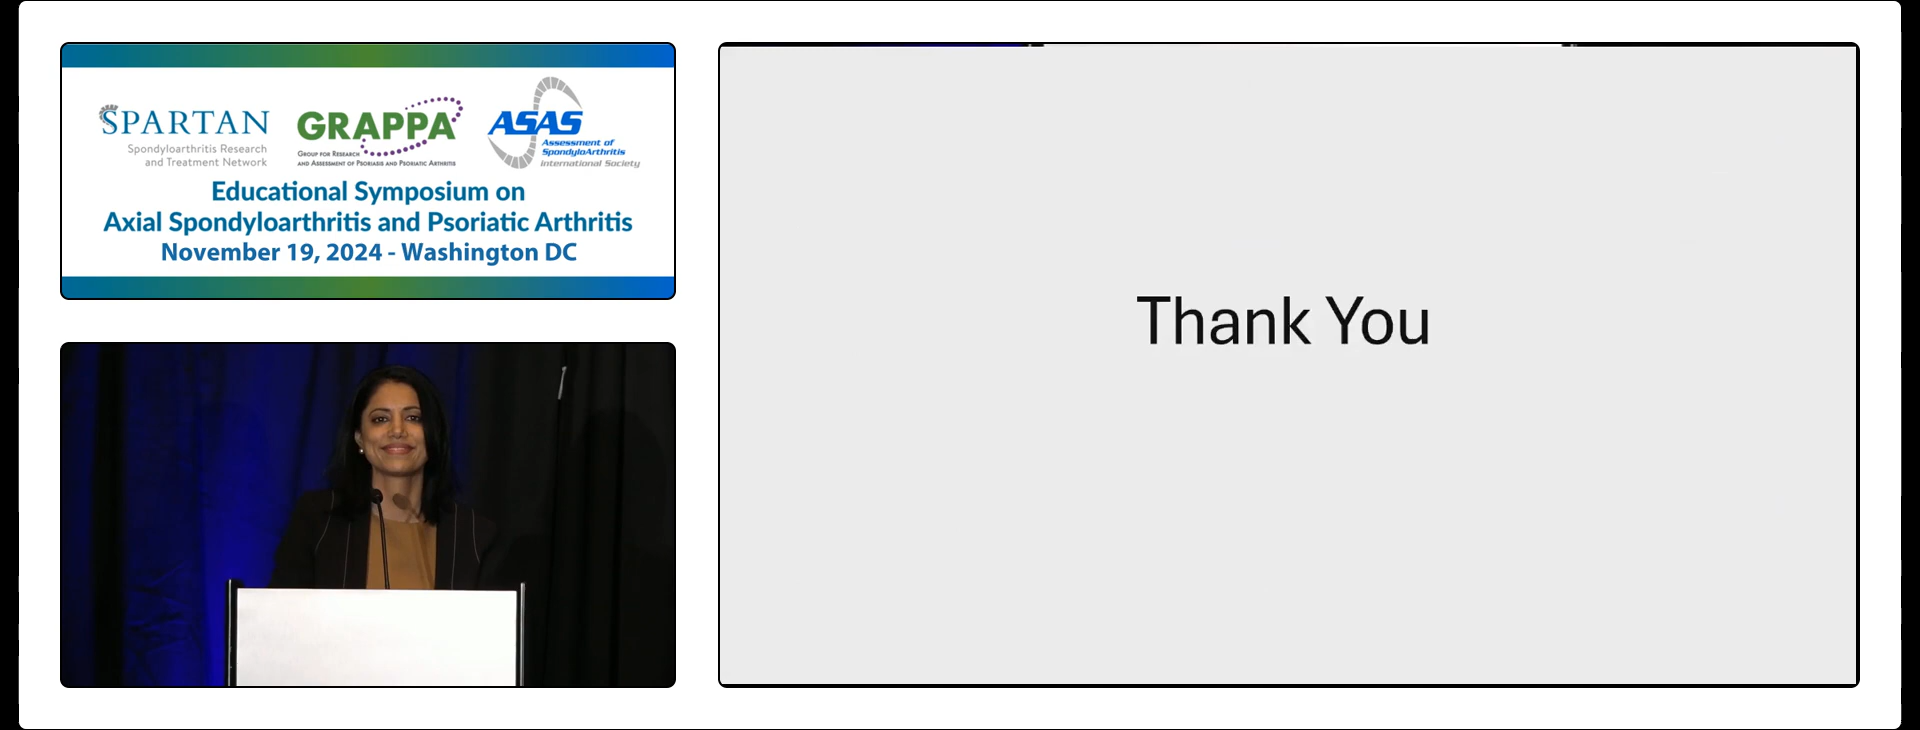 SPARTAN
Spondyloarthritis Research
and Treatment Network
GRAPPA
GROUP FOR RESEARCH
AND ASSESSMENT OF PSORIASIS AND PSORIATIC ARTHRITIS
ASAS
Assessment of
SpondyloArthritis
international Society
Educational Symposium on
Axial Spondyloarthritis and Psoriatic Arthritis
November 19, 2024 - Washington DC
Thank You